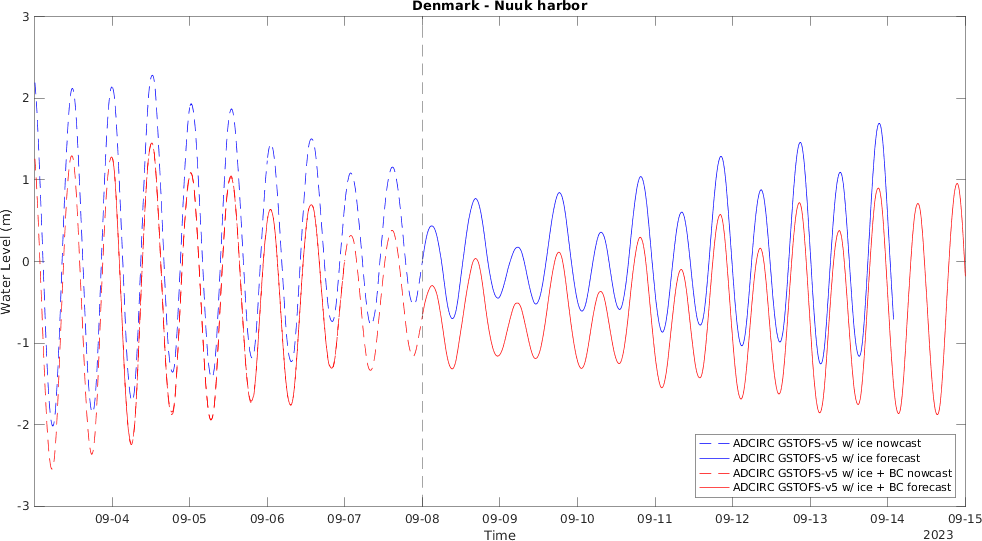 Denmark - Nuuk harbor
3
2
1
0
-1
-2
-3
Water Level (m)
ADCIRC GSTOFS-v5 w/ ice nowcast
ADCIRC GSTOFS-v5 w/ ice forecast
ADCIRC GSTOFS-v5 w/ ice + BC nowcast
ADCIRC GSTOFS-v5 w/ ice + BC forecast
09-04 09-05 09-06 09-07 09-08 09-09 09-10 09-11 09-12 09-13 09-14 09-15
Time
2023